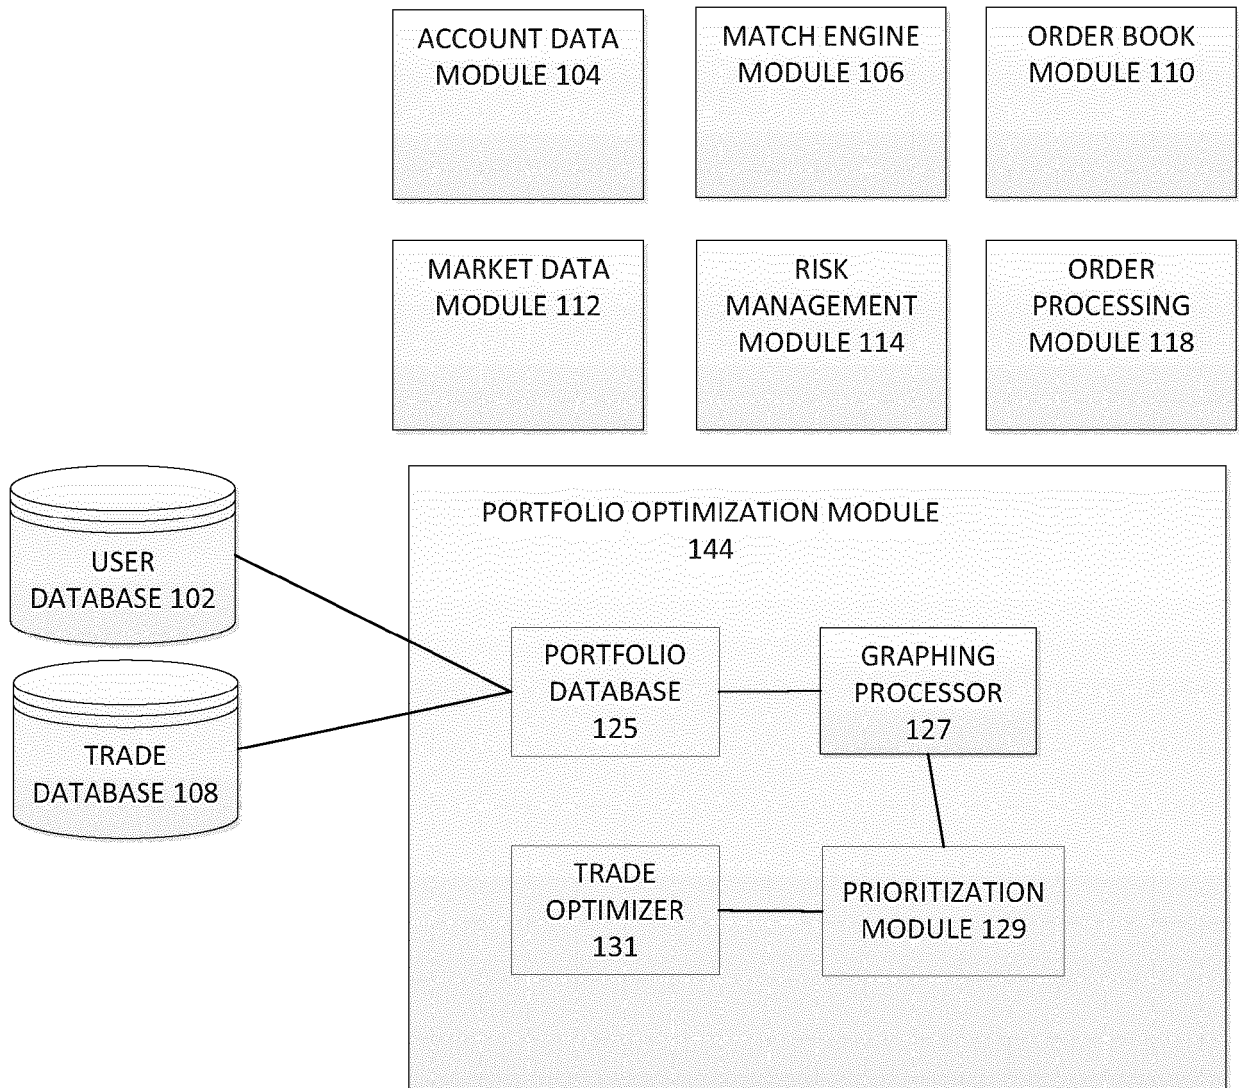 ACCOUNT DATA
MODULE 104
MATCH ENGINE
MODULE 106
ORDER BOOK
MODULE 110
MARKET DATA
MODULE 112
RISK
MANAGEMENT
MODULE 114
ORDER
PROCESSING
MODULE 118
USER
DATABASE 102
TRADE
DATABASE 108
PORTFOLIO OPTIMIZATION MODULE
144
PORTFOLIO
DATABASE
125
GRAPHING
PROCESSOR
127
TRADE
OPTIMIZER
131
PRIORITIZATION
MODULE 129